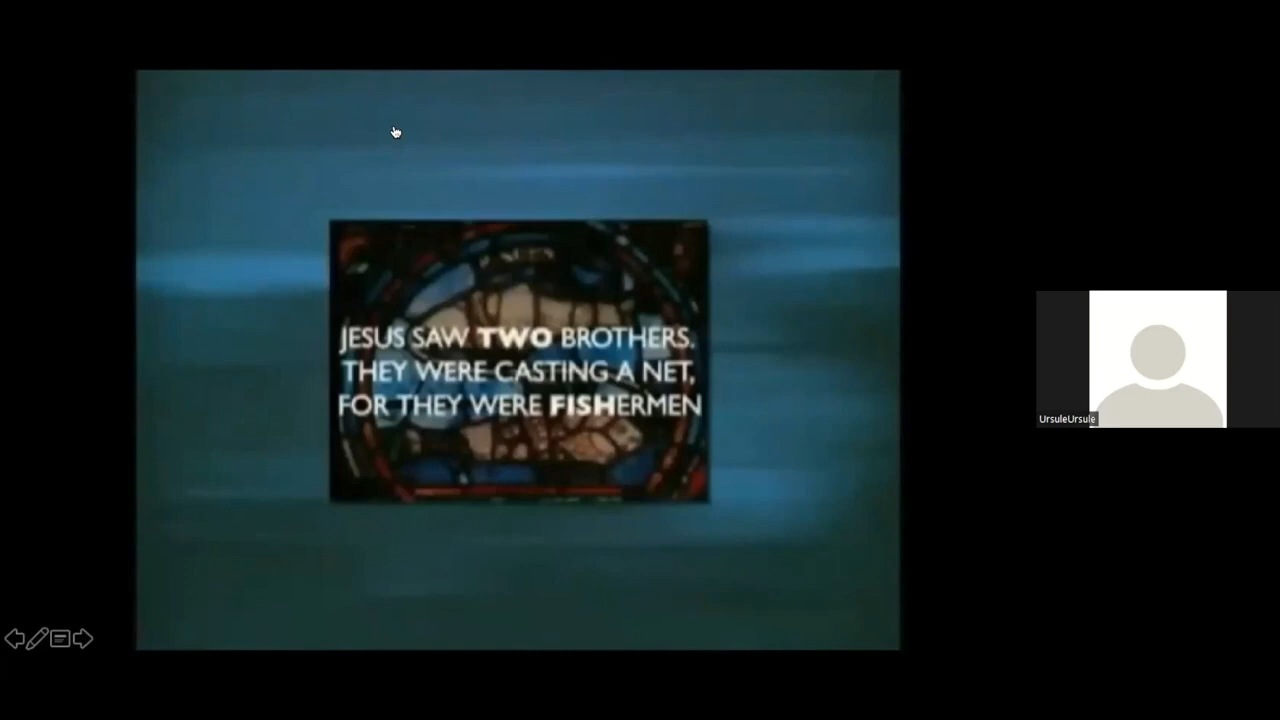 JESUS SAW TWO BROTHERS.
THEY WERE CASTING A NET,
FOR THEY WERE FISHERMEN
UrsuleUrsule